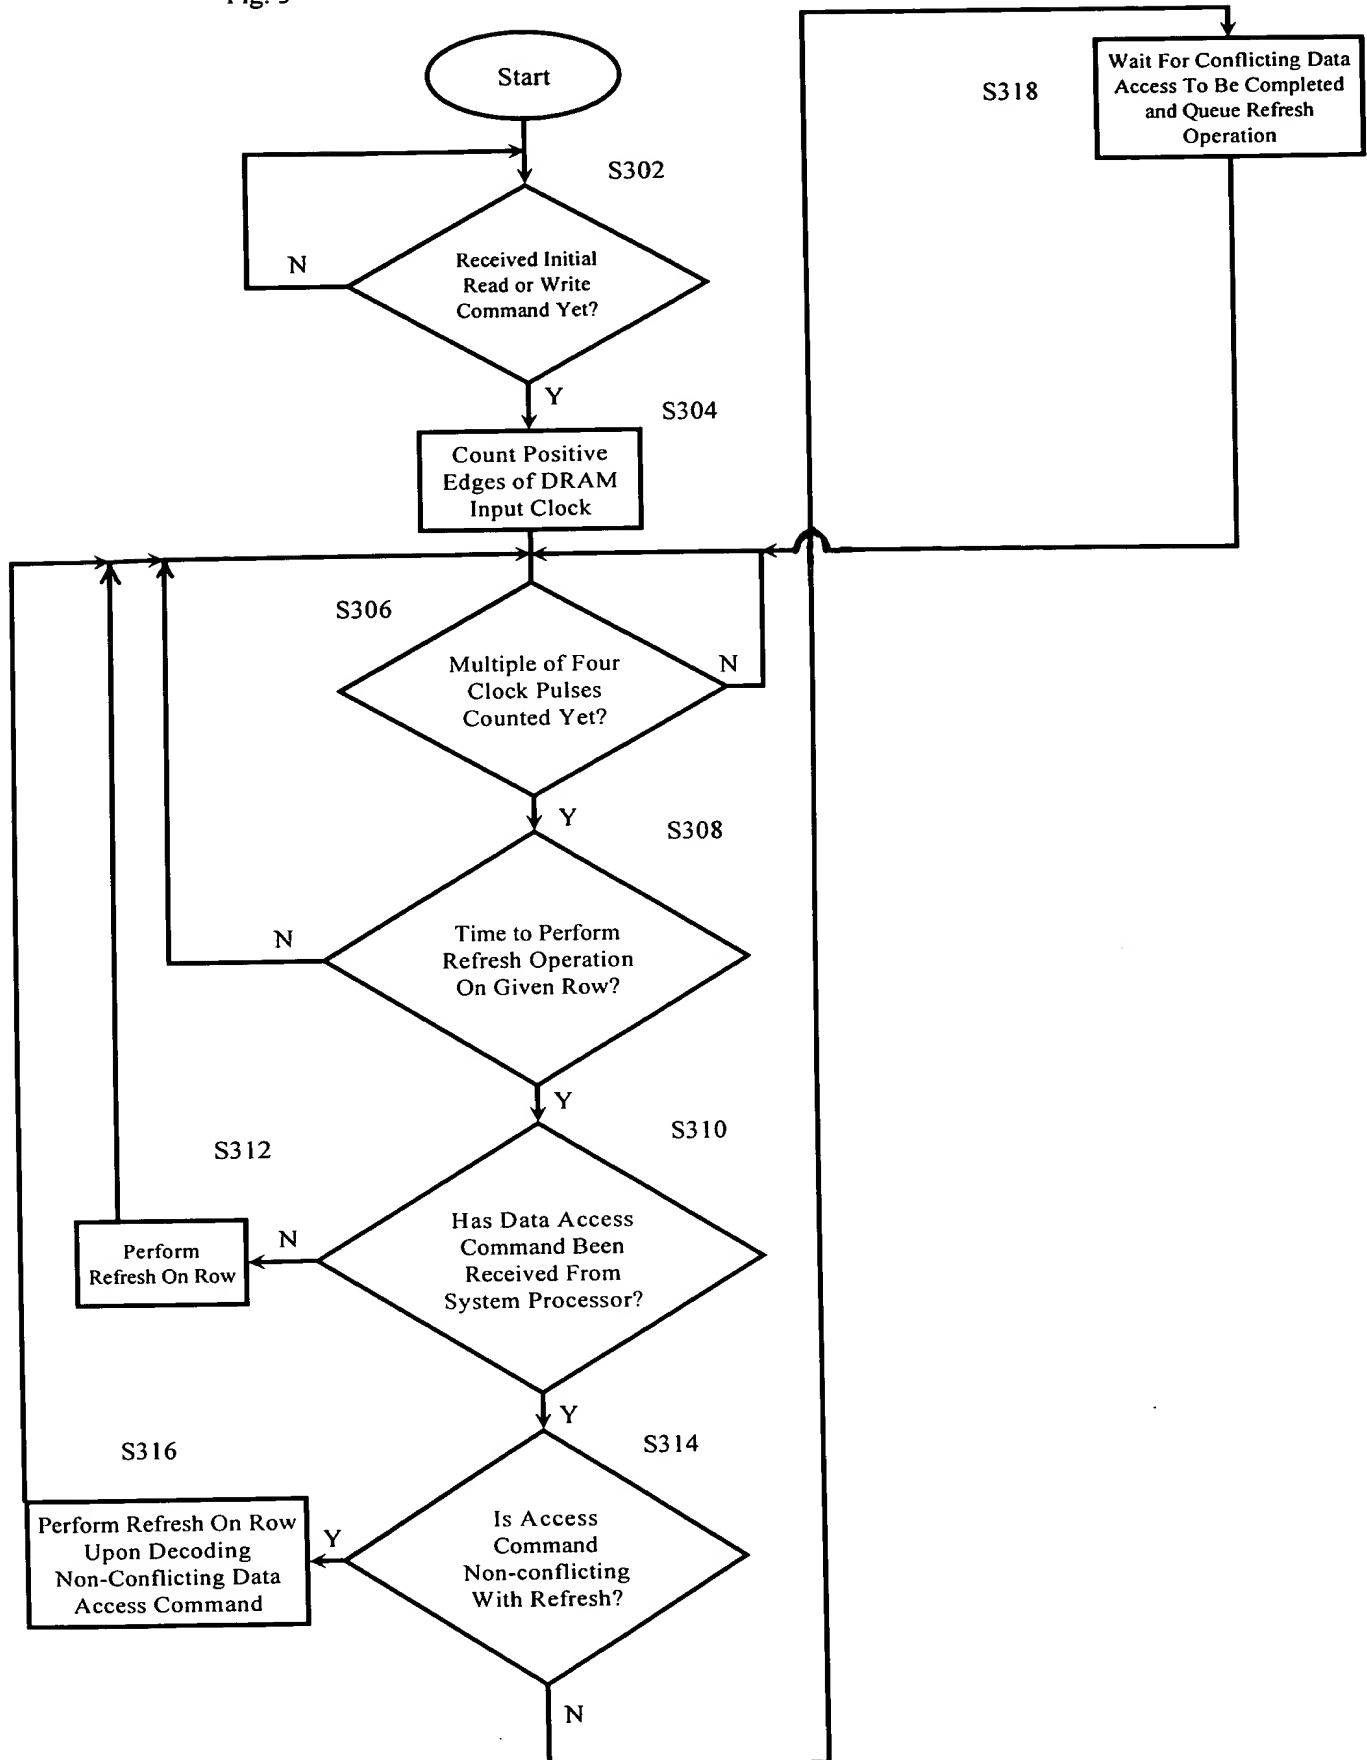 Start
S302
Received Initial
Read or Write
Command Yet?
N
Y
S304
Count Positive
Edges of DRAM
Input Clock
S306
Multiple of Four
Clock Pulses
Counted Yet?
N
Y
S308
Time to Perform
Refresh Operation
On Given Row?
N
Y
S310
Has Data Access
Command Been
Received From
System Processor?
N
S312
Perform
Refresh On Row
Y
S314
Is Access
Command
Non-conflicting
With Refresh?
Y
S316
Perform Refresh On Row
Upon Decoding
Non-Conflicting Data
Access Command
N
S318
Wait For Conflicting Data
Access To Be Completed
and Queue Refresh
Operation